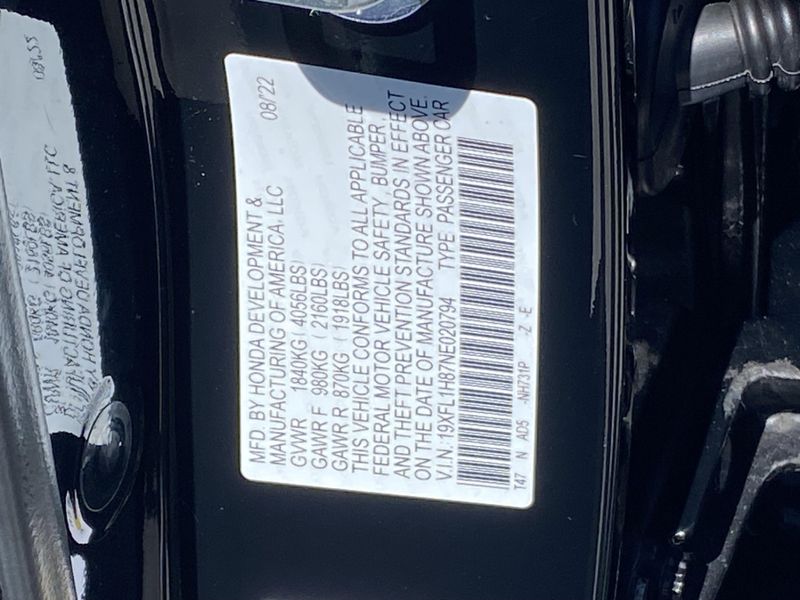 MFD. BY HONDA DEVELOPMENT & 08/22
MANUFACTURING OF AMERICA, LLC
GVWR 1840KG ( 4056LBS)
GAWR F 980KG ( 2160LBS)
GAWR R 870KG ( 1918LBS)
THIS VEHICLE CONFORMS TO ALL APPLICABLE
FEDERAL MOTOR VEHICLE SAFETY, BUMPER,
AND THEFT PREVENTION STANDARDS IN EFFECT
ON THE DATE OF MANUFACTURE SHOWN ABOVE.
V.I.N: 19XFL1H87NE020794 TYPE: PASSENGER CAR
T47 N AD5 -NH731P -Z -E